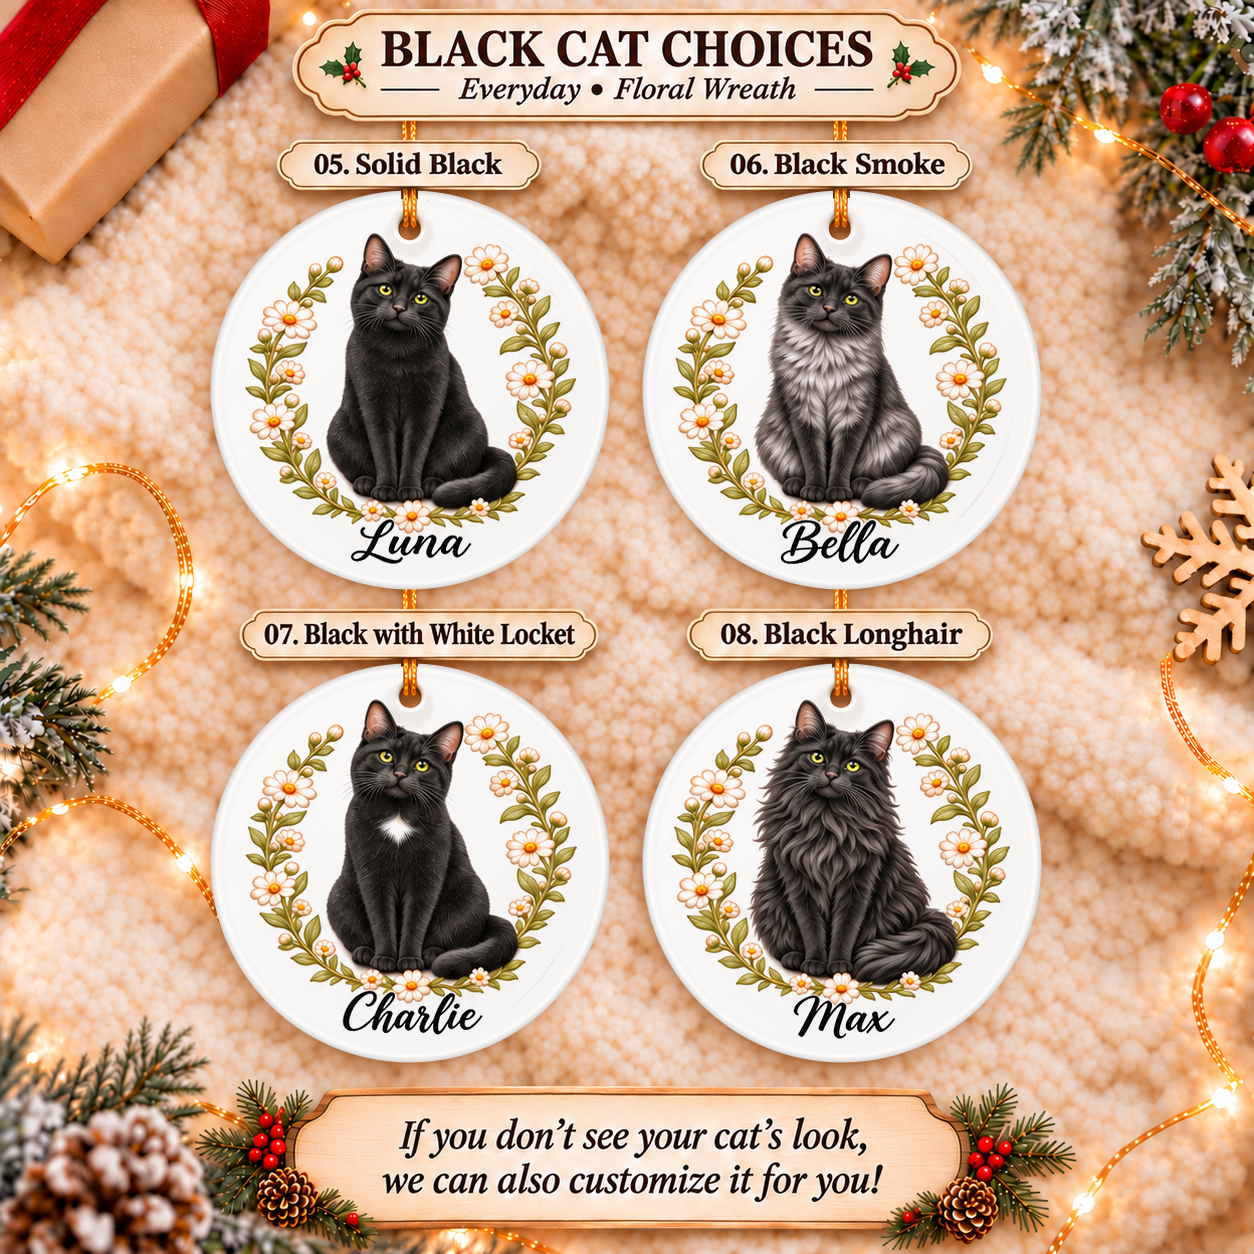 BLACK CAT CHOICES
Everyday • Floral Wreath
05. Solid Black
06. Black Smoke
Luna
Bella
07. Black with White Locket
08. Black Longhair
Charlie
Max
If you don't see your cat's look,
we can also customize it for you!